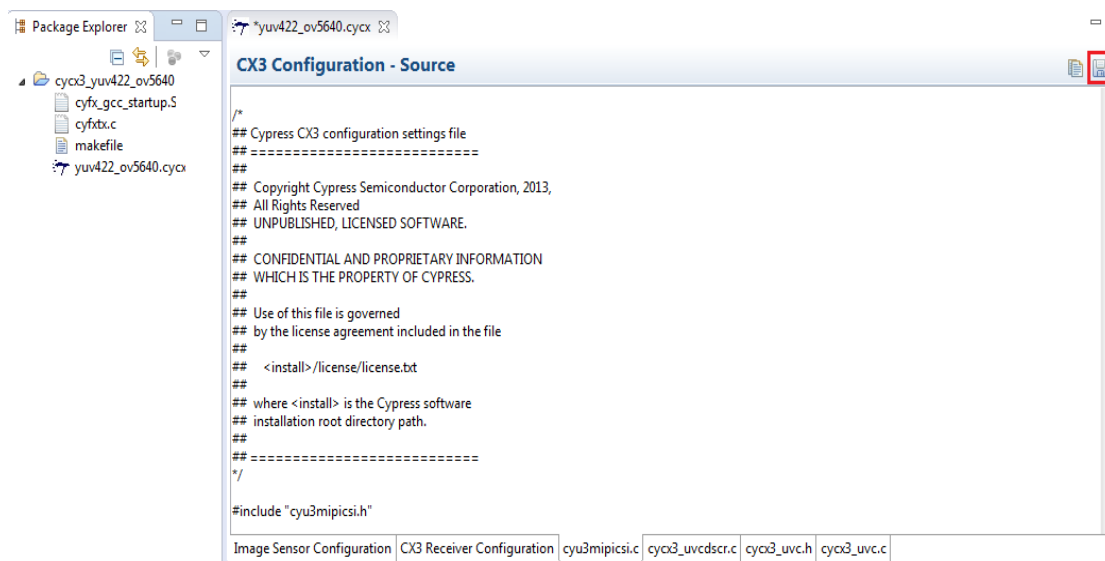 Package Explorer
cycx3_yuv422_ov5640
cyfx_gcc_startup.S
cyfxtx.c
makefile
yuv422_ov5640.cycx
*yuv422_ov5640.cycx
CX3 Configuration - Source
/*
## Cypress CX3 configuration settings file
## ===========================
##
## Copyright Cypress Semiconductor Corporation, 2013,
## All Rights Reserved
## UNPUBLISHED, LICENSED SOFTWARE.
##
## CONFIDENTIAL AND PROPRIETARY INFORMATION
## WHICH IS THE PROPERTY OF CYPRESS.
##
## Use of this file is governed
## by the license agreement included in the file
##
## <install>/license/license.txt
##
## where <install> is the Cypress software
## installation root directory path.
##
## ===========================
*/
#include "cyu3mipicsi.h"
Image Sensor Configuration CX3 Receiver Configuration cyu3mipicsi.c cycx3_uvcdscr.c cycx3_uvc.h cycx3_uvc.c